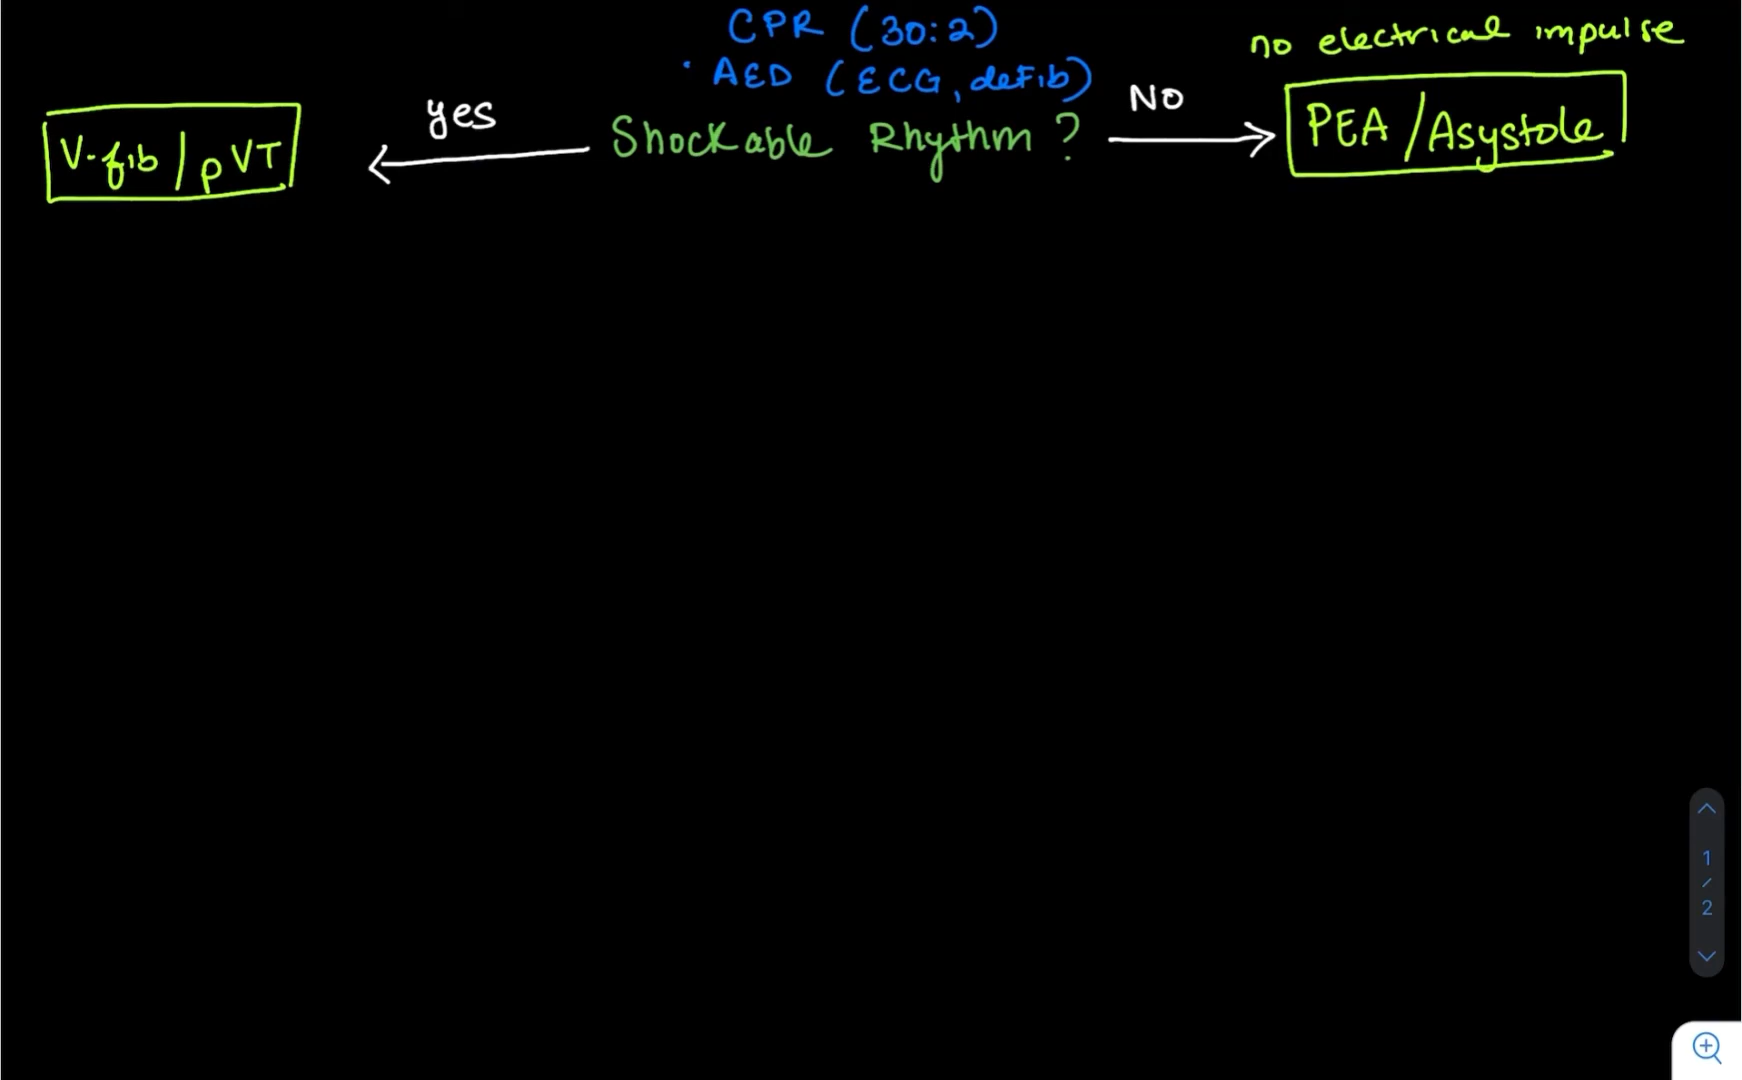 CPR (30:2)
no electrical impulse
· AED (ECG, defib)
yes
NO
V-fib / pVT
Shockable Rhythm ?
PEA / Asystole
1
/
2